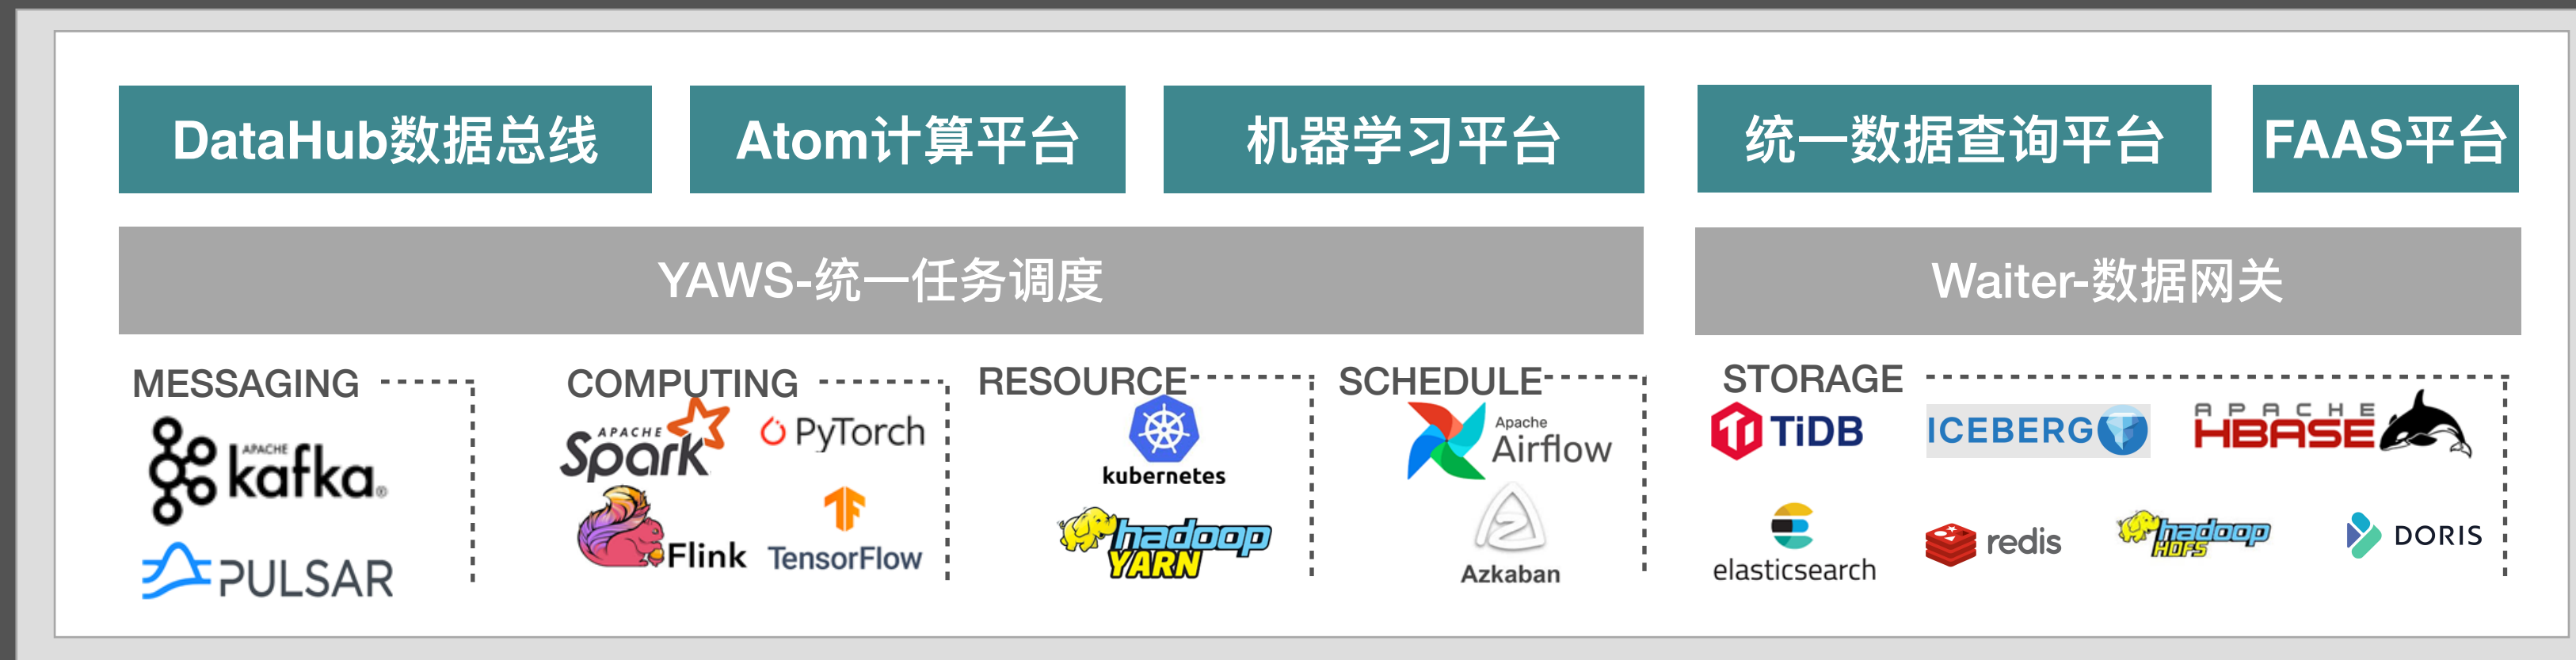 DataHub数据总线
Atom计算平台
机器学习平台
统一数据查询平台
FAAS平台
YAWS-统一任务调度
Waiter-数据网关
MESSAGING
APACHE
kafka®
PULSAR
COMPUTING
APACHE
Spark
PyTorch
Flink
TensorFlow
RESOURCE
kubernetes
hadoop
YARN
SCHEDULE
Apache
Airflow
Azkaban
STORAGE
TiDB
ICEBERG
APACHE
HBASE
elasticsearch
redis
hadoop
HDFS
DORIS